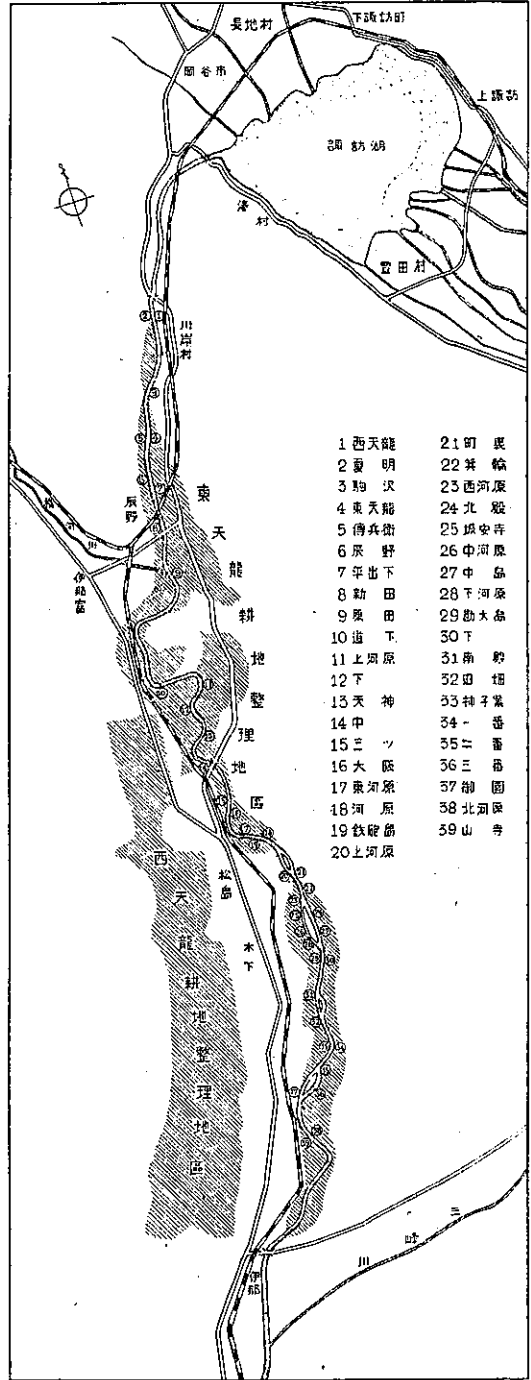 長地村
下諏訪町
岡谷市
上諏訪
諏訪湖
湊村
豊田村
川岸村
辰野
横川川
伊那富
東天龍耕地整理地區
西天龍耕地整理地區
松島
木下
伊那
三峰川
1 西天龍
2 夏明
3 駒沢
4 東天龍
5 傳兵衛
6 辰野
7 平出下
8 新田
9 原田
10 道下
11 上河原
12 下
13 天神
14 中
15 三ツ
16 大阪
17 東河原
18 河原
19 鉄砲島
20 上河原
21 町裏
22 箕輪
23 西河原
24 北殿
25 城安寺
26 中河原
27 中島
28 下河原
29 勘太島
30 下
31 南殿
32 田畑
33 神子柴
34 一番
35 二番
36 三番
37 御園
38 北河原
39 山寺